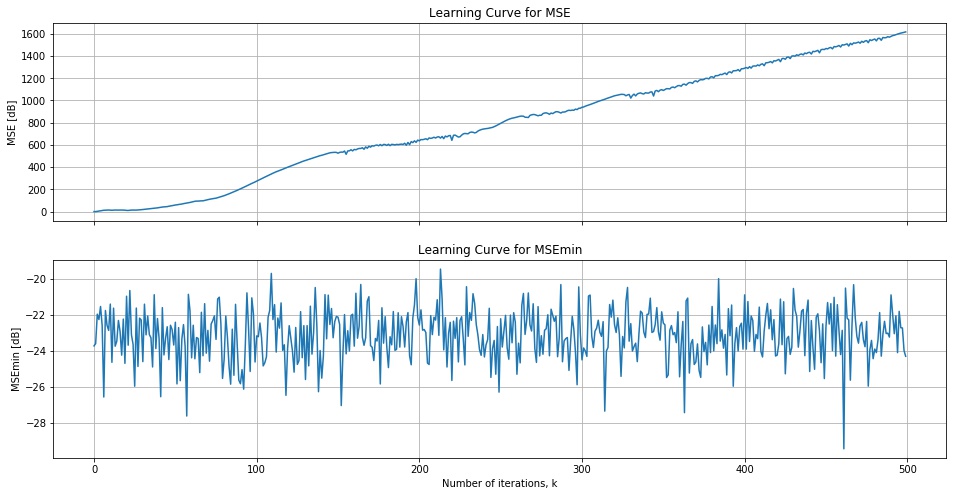 Learning Curve for MSE
MSE [dB]
1600
1400
1200
1000
800
600
400
200
0
Learning Curve for MSEmin
MSEmin [dB]
−20
−22
−24
−26
−28
0 100 200 300 400 500
Number of iterations, k